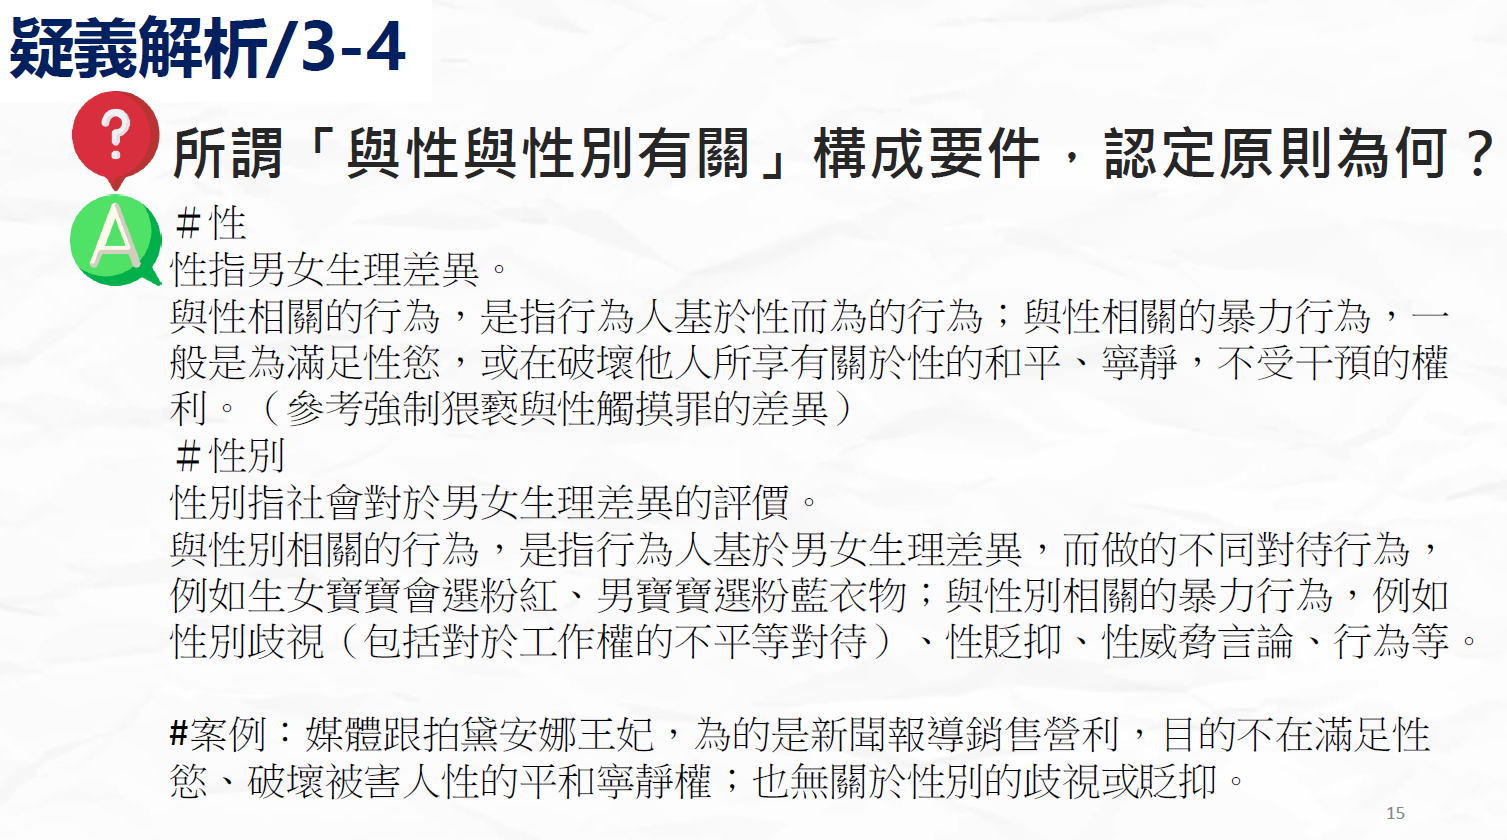 疑義解析/3-4
?
所謂「與性與性別有關」構成要件，認定原則為何？
A
＃性
性指男女生理差異。
與性相關的行為，是指行為人基於性而為的行為；與性相關的暴力行為，一
般是為滿足性慾，或在破壞他人所享有關於性的和平、寧靜，不受干預的權
利。（參考強制猥褻與性觸摸罪的差異）
＃性別
性別指社會對於男女生理差異的評價。
與性別相關的行為，是指行為人基於男女生理差異，而做的不同對待行為，
例如生女寶寶會選粉紅、男寶寶選粉藍衣物；與性別相關的暴力行為，例如
性別歧視（包括對於工作權的不平等對待）、性貶抑、性威脅言論、行為等。
#案例：媒體跟拍黛安娜王妃，為的是新聞報導銷售營利，目的不在滿足性
慾、破壞被害人性的平和寧靜權；也無關於性別的歧視或貶抑。
15